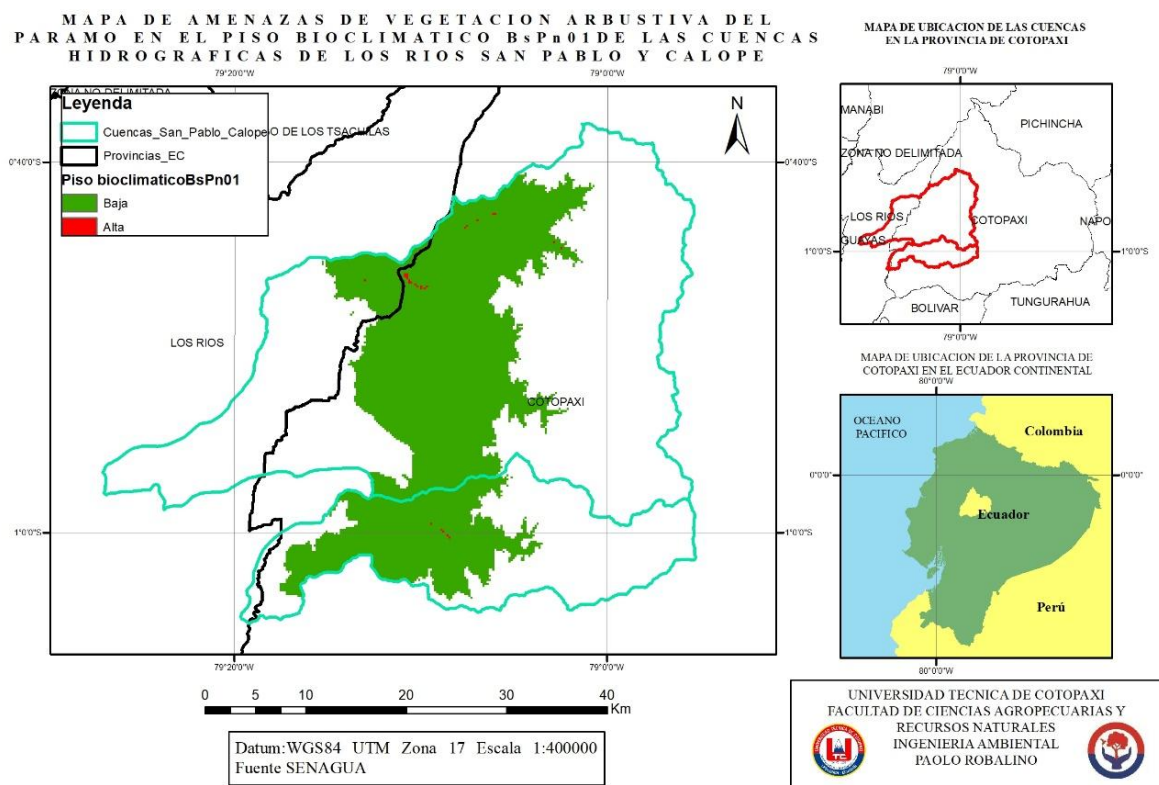 MAPA DE AMENAZAS DE VEGETACION ARBUSTIVA DEL
PARAMO EN EL PISO BIOCLIMATICO BsPn01DE LAS CUENCAS
HIDROGRAFICAS DE LOS RIOS SAN PABLO Y CALOPE
79°20'0"W
79°0'0"W
ZONA NO DELIMITADA
Leyenda
Cuencas_San_Pablo_Calope
O DE LOS TSACHILAS
Provincias_EC
Piso bioclimaticoBsPn01
Baja
Alta
N
0°40'0"S
0°40'0"S
LOS RIOS
COTOPAXI
1°0'0"S
1°0'0"S
79°20'0"W
79°0'0"W
0 5 10 20 30 40
Km
Datum:WGS84 UTM Zona 17 Escala 1:400000
Fuente SENAGUA
MAPA DE UBICACION DE LAS CUENCAS
EN LA PROVINCIA DE COTOPAXI
79°0'0"W
MANABI
PICHINCHA
ZONA NO DELIMITADA
LOS RIOS
COTOPAXI
NAPO
GUAYAS
1°0'0"S
1°0'0"S
BOLIVAR
TUNGURAHUA
79°0'0"W
MAPA DE UBICACION DE LA PROVINCIA DE
COTOPAXI EN EL ECUADOR CONTINENTAL
80°0'0"W
OCEANO
PACIFICO
Colombia
0°0'0"
0°0'0"
Ecuador
Perú
80°0'0"W
UNIVERSIDAD TECNICA DE COTOPAXI
FACULTAD DE CIENCIAS AGROPECUARIAS Y
RECURSOS NATURALES
INGENIERIA AMBIENTAL
PAOLO ROBALINO